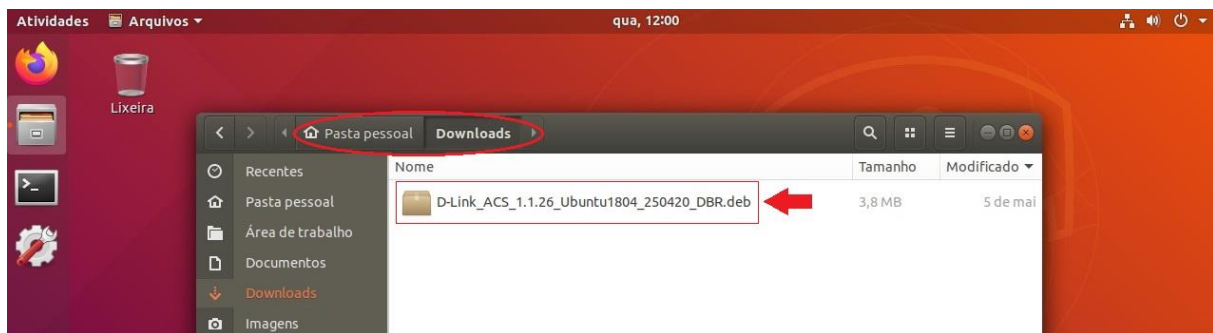 Atividades Arquivos qua, 12:00
Lixeira
Pasta pessoal Downloads
Recentes Nome Tamanho Modificado
Pasta pessoal D-Link_ACS_1.1.26_Ubuntu1804_250420_DBR.deb 3,8 MB 5 de mai
Área de trabalho
Documentos
Downloads
Imagens